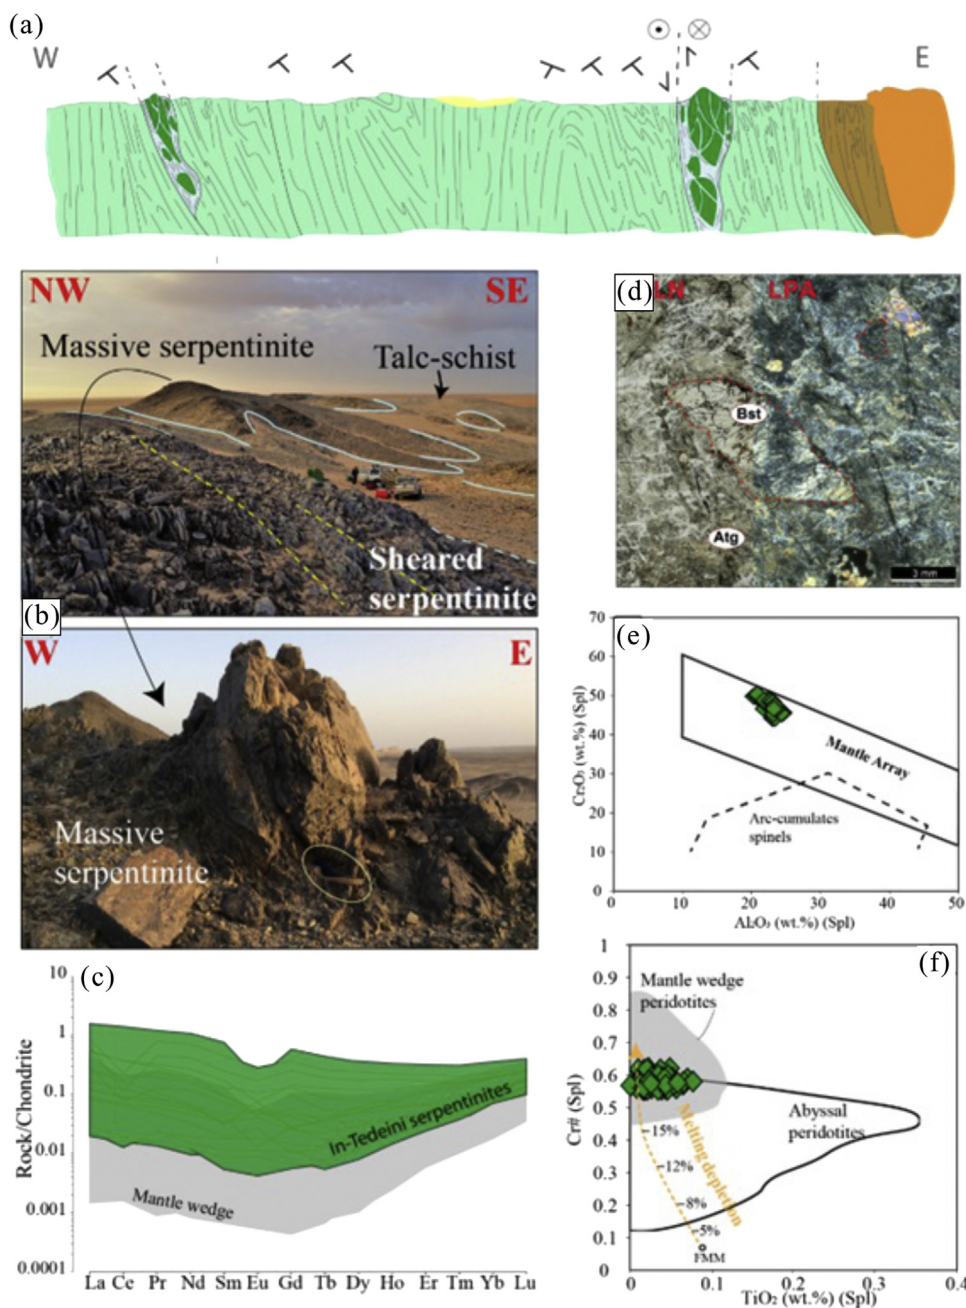 (a)
W
E
NW
SE
Massive serpentinite
Talc-schist
Sheared
serpentinite
(b)
W
E
Massive
serpentinite
(c)
Rock/Chondrite
10
1
0.1
0.01
0.001
0.0001
In-Tedeini serpentinites
Mantle wedge
La Ce Pr Nd Sm Eu Gd Tb Dy Ho Er Tm Yb Lu
(d)
LN
LPA
Bst
Atg
3 mm
(e)
Cr₂O₃ (wt.%) (Spl)
70
60
50
40
30
20
10
0
Mantle Array
Arc-cumulates
spinels
0 10 20 30 40 50
Al₂O₃ (wt.%) (Spl)
(f)
Cr# (Spl)
1
0.9
0.8
0.7
0.6
0.5
0.4
0.3
0.2
0.1
0
Mantle wedge
peridotites
Abyssal
peridotites
Melting depletion
15%
12%
8%
5%
FMM
0 0.1 0.2 0.3 0.4
TiO₂ (wt.%) (Spl)